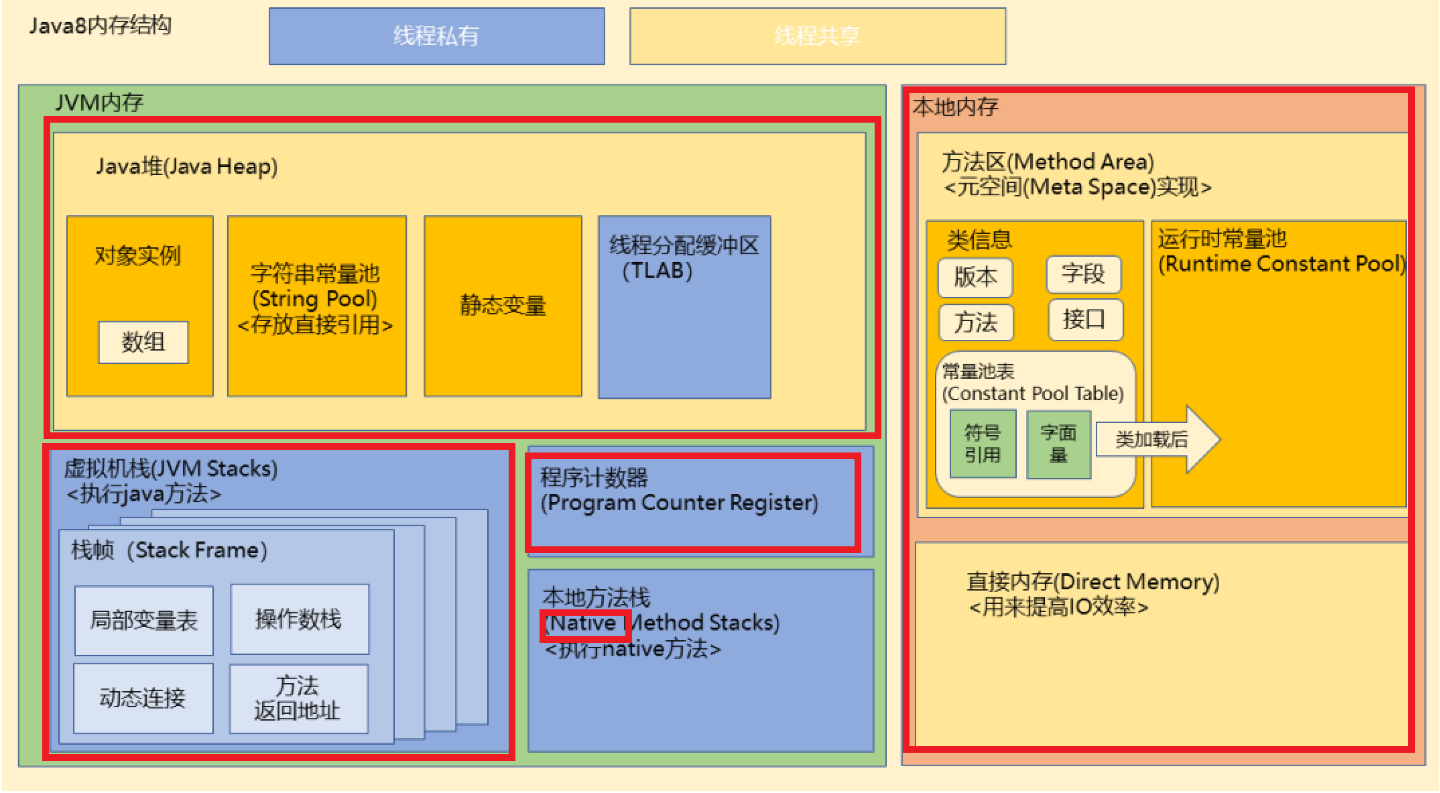 Java8内存结构
线程私有
线程共享
JVM内存
Java堆(Java Heap)
对象实例
数组
字符串常量池
(String Pool)
<存放直接引用>
静态变量
线程分配缓冲区
(TLAB)
虚拟机栈(JVM Stacks)
<执行java方法>
栈帧（Stack Frame）
局部变量表
操作数栈
动态连接
方法
返回地址
程序计数器
(Program Counter Register)
本地方法栈
(Native Method Stacks)
<执行native方法>
本地内存
方法区(Method Area)
<元空间(Meta Space)实现>
类信息
版本
字段
方法
接口
常量池表
(Constant Pool Table)
符号
引用
字面
量
类加载后
运行时常量池
(Runtime Constant Pool)
直接内存(Direct Memory)
<用来提高IO效率>